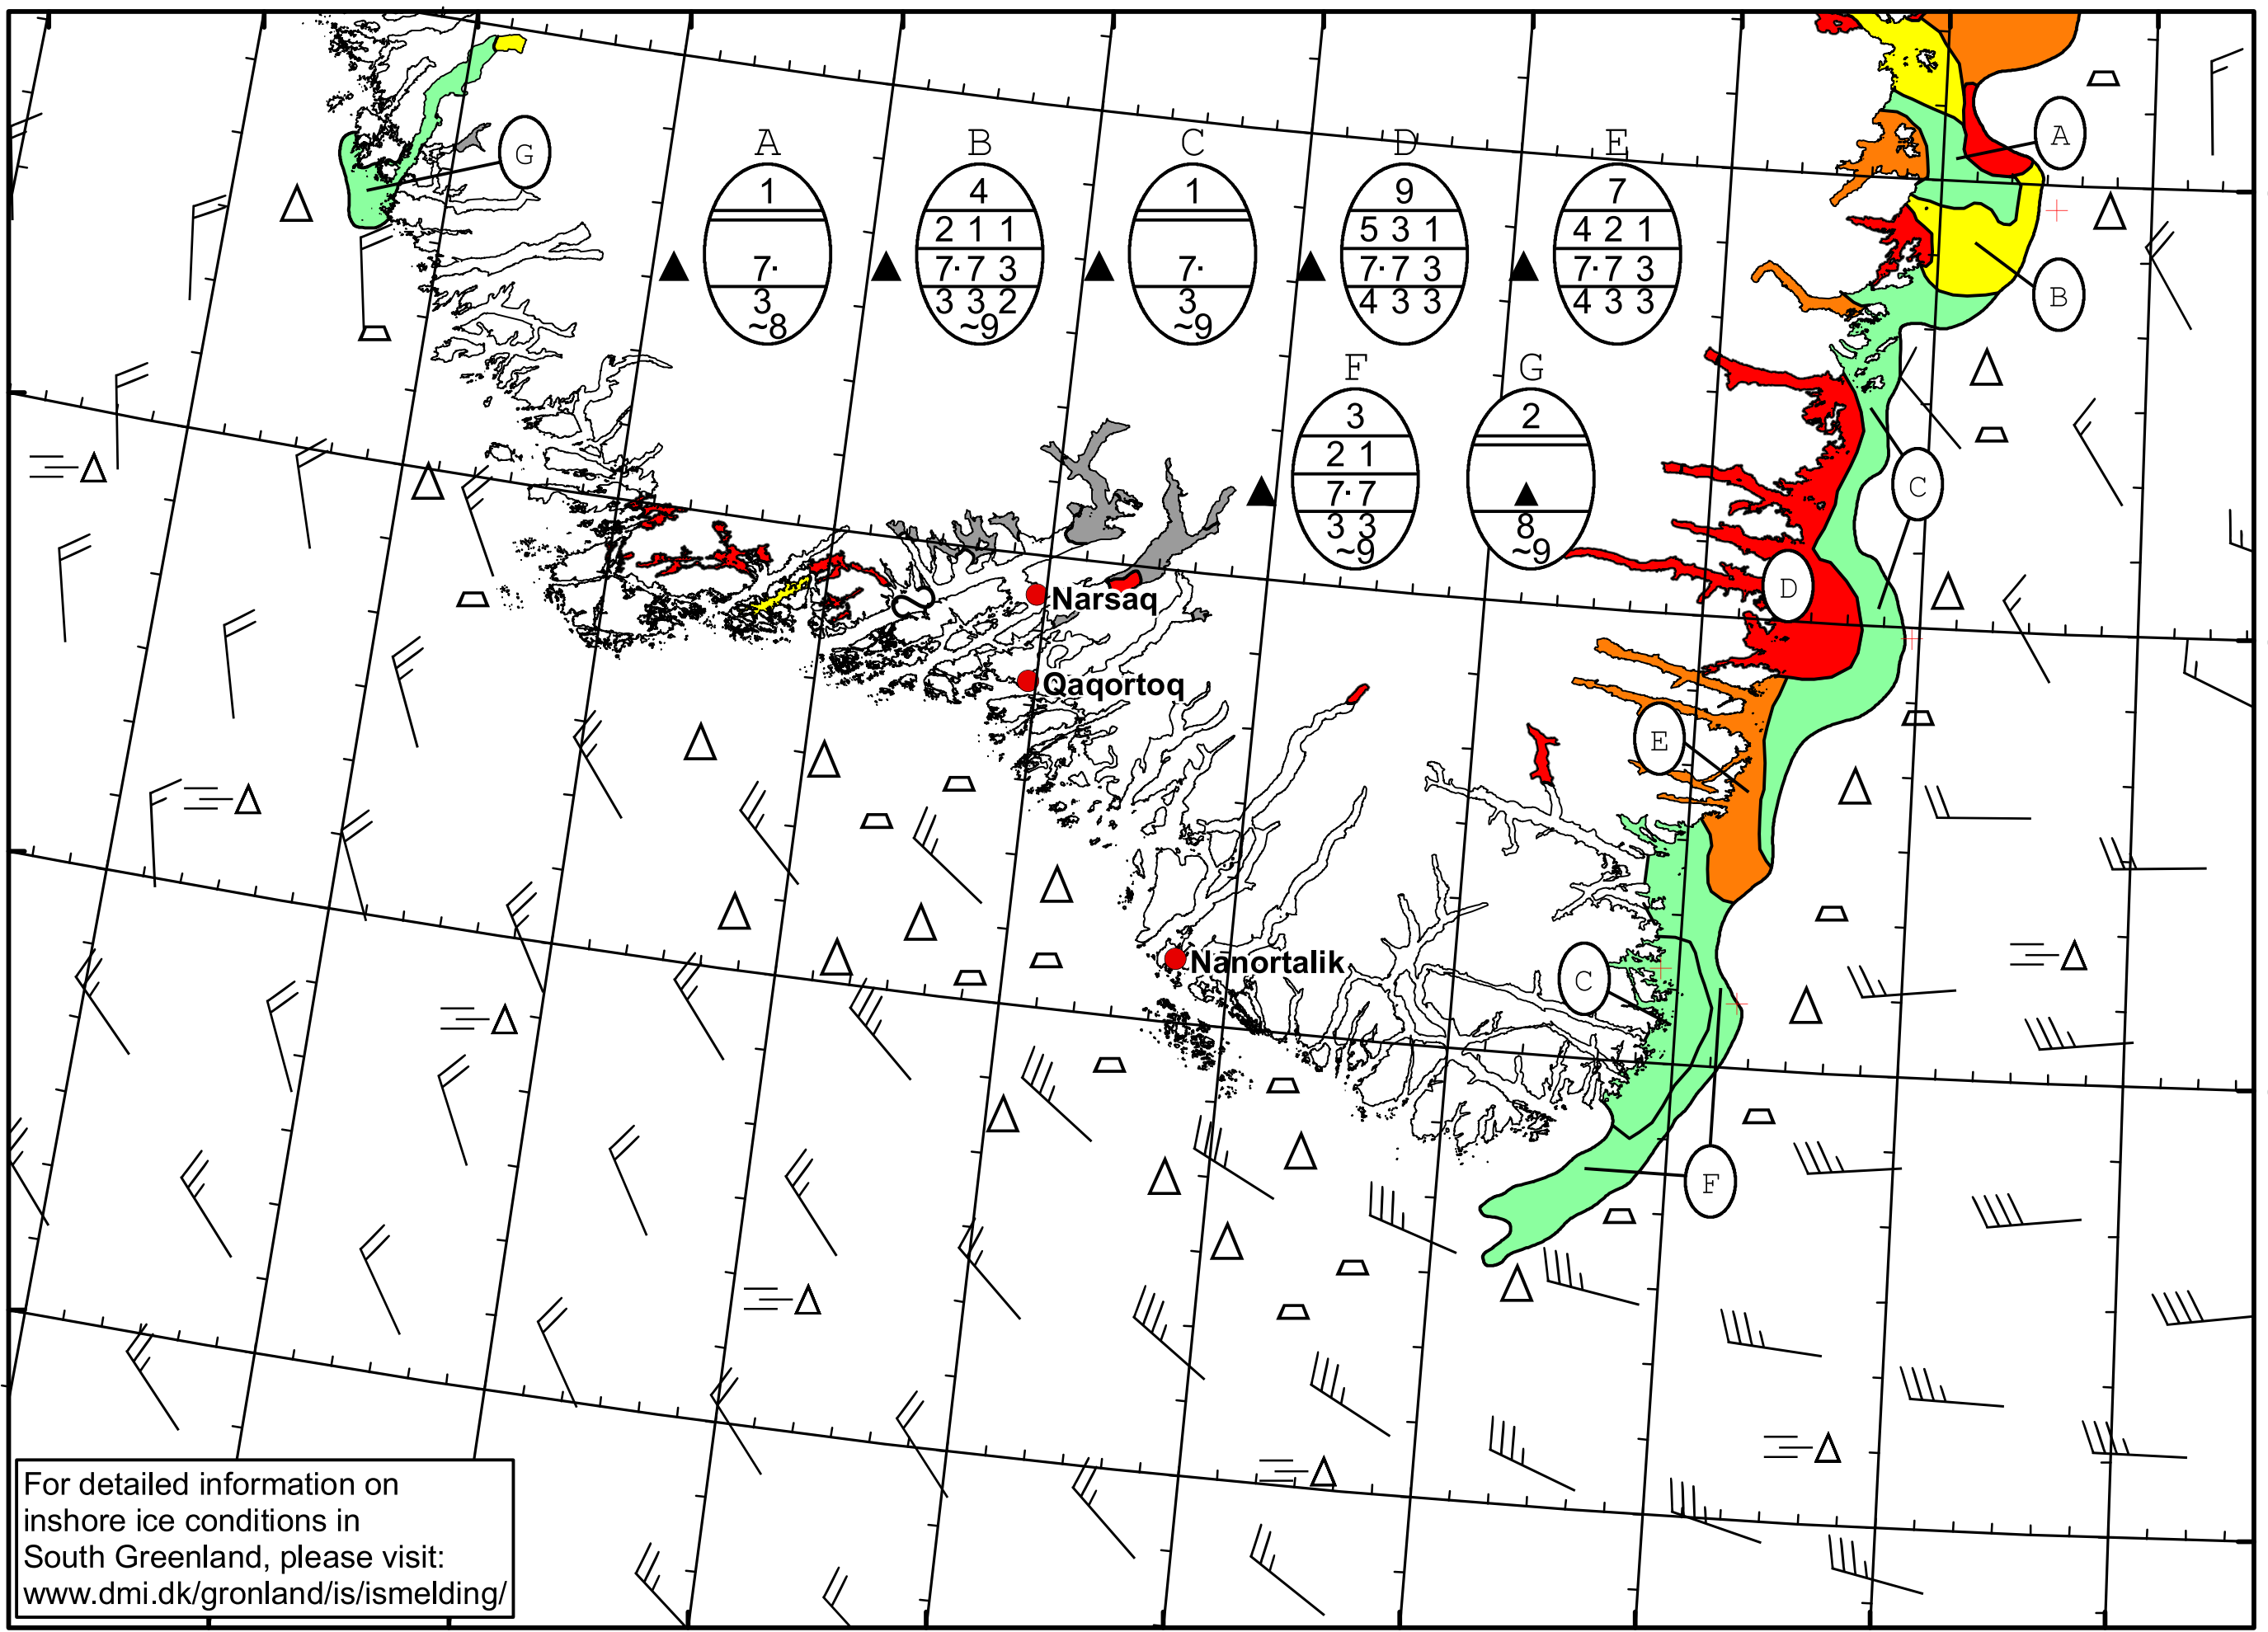 A B C D E
1 4 1 9 7
2 1 1 5 3 1 4 2 1
7· 7· 7 3 7· 7· 7 3 7· 7 3
3 3 3 2 3 4 3 3 4 3 3
~8 ~9 ~9
F G
3 2
2 1
7· 7
3 3 8
~9 ~9
G
A
B
C
D
E
C
F
Narsaq
Qaqortoq
Nanortalik
For detailed information on
inshore ice conditions in
South Greenland, please visit:
www.dmi.dk/gronland/is/ismelding/